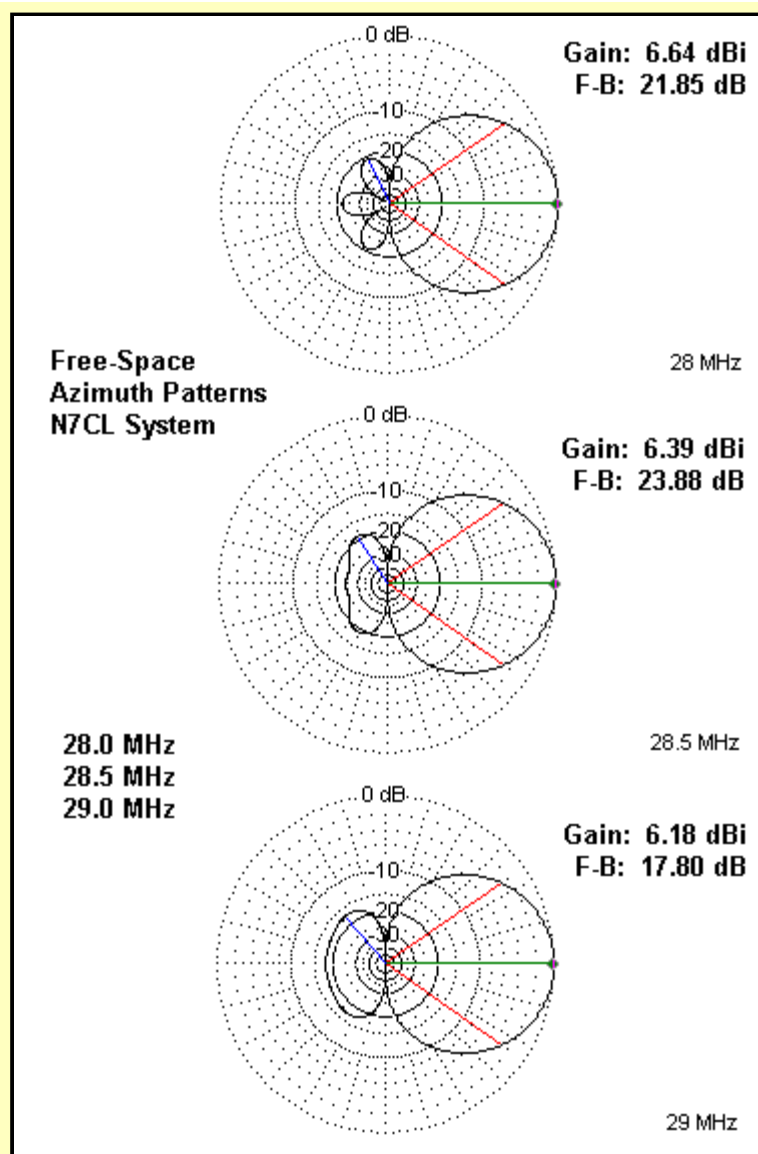 0 dB
Gain: 6.64 dBi
F-B: 21.85 dB
-10
-20
-30
28 MHz
Free-Space
Azimuth Patterns
N7CL System
0 dB
Gain: 6.39 dBi
F-B: 23.88 dB
-10
-20
-30
28.5 MHz
28.0 MHz
28.5 MHz
29.0 MHz
0 dB
Gain: 6.18 dBi
F-B: 17.80 dB
-10
-20
-30
29 MHz